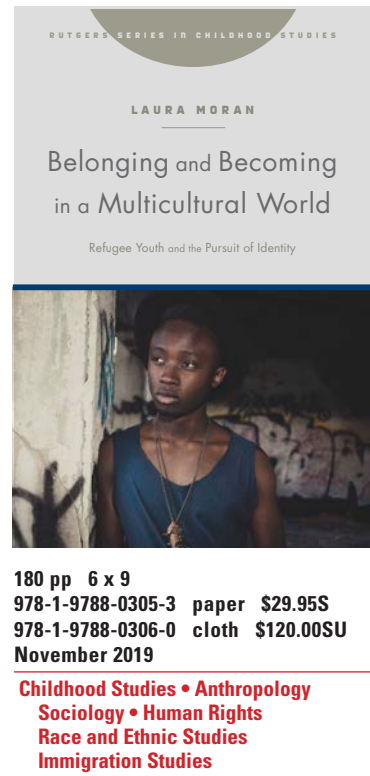 RUTGERS SERIES IN CHILDHOOD STUDIES
LAURA MORAN
Belonging and Becoming
in a Multicultural World
Refugee Youth and the Pursuit of Identity
180 pp 6 x 9
978-1-9788-0305-3 paper $29.95S
978-1-9788-0306-0 cloth $120.00SU
November 2019
Childhood Studies • Anthropology
Sociology • Human Rights
Race and Ethnic Studies
Immigration Studies